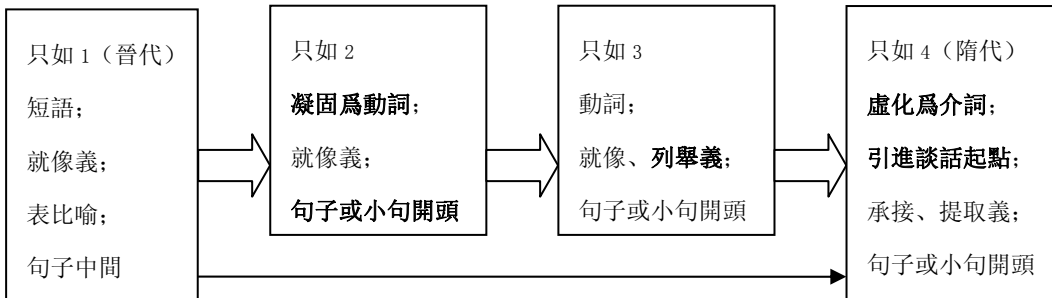 只如 1（晉代）
短語；
就像義；
表比喻；
句子中間
只如 2
凝固爲動詞；
就像義；
句子或小句開頭
只如 3
動詞；
就像、列舉義；
句子或小句開頭
只如 4（隋代）
虛化爲介詞；
引進談話起點；
承接、提取義；
句子或小句開頭